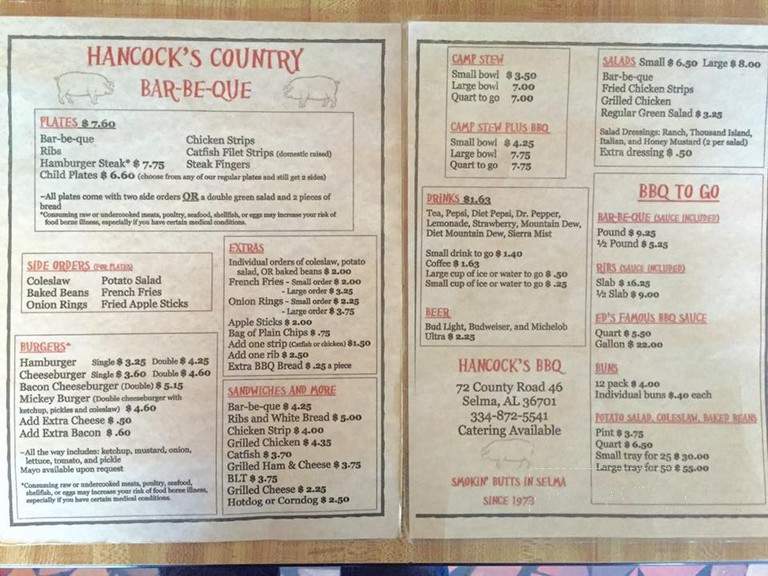 HANCOCK'S COUNTRY
BAR-BE-QUE
PLATES $ 7.60
Bar-be-que
Ribs
Hamburger Steak* $ 7.75
Chicken Strips
Catfish Filet Strips (domestic raised)
Steak Fingers
Child Plates $ 6.60 (choose from any of our regular plates and still get 2 sides)
~All plates come with two side orders OR a double green salad and 2 pieces of
bread
*Consuming raw or undercooked meats, poultry, seafood, shellfish, or eggs may increase your risk of
food borne illness, especially if you have certain medical conditions.
SIDE ORDERS (FOR PLATES)
Coleslaw Potato Salad
Baked Beans French Fries
Onion Rings Fried Apple Sticks
BURGERS*
Hamburger Single $ 3.25 Double $ 4.25
Cheeseburger Single $ 3.60 Double $ 4.60
Bacon Cheeseburger (Double) $ 5.15
Mickey Burger (Double cheeseburger with
ketchup, pickles and coleslaw) $ 4.60
Add Extra Cheese $ .50
Add Extra Bacon $ .60
~All the way includes: ketchup, mustard, onion,
lettuce, tomato, and pickle
Mayo available upon request
*Consuming raw or undercooked meats, poultry, seafood,
shellfish, or eggs may increase your risk of food borne illness,
especially if you have certain medical conditions.
EXTRAS
Individual orders of coleslaw, potato
salad, OR baked beans $ 2.00
French Fries - Small order $ 2.00
- Large order $ 3.25
Onion Rings - Small order $ 2.25
- Large order $ 3.75
Apple Sticks $ 2.00
Bag of Plain Chips $ .75
Add one strip (Catfish or chicken) $1.50
Add one rib $ 2.50
Extra BBQ Bread $ .25 a piece
SANDWICHES AND MORE
Bar-be-que $ 4.25
Ribs and White Bread $ 5.00
Chicken Strip $ 4.00
Grilled Chicken $ 4.35
Catfish $ 3.70
Grilled Ham & Cheese $ 3.75
BLT $ 3.75
Grilled Cheese $ 2.25
Hotdog or Corndog $ 2.50
CAMP STEW
Small bowl $ 3.50
Large bowl 7.00
Quart to go 7.00
CAMP STEW PLUS BBQ
Small bowl $ 4.25
Large bowl 7.75
Quart to go 7.75
DRINKS $1.63
Tea, Pepsi, Diet Pepsi, Dr. Pepper,
Lemonade, Strawberry, Mountain Dew,
Diet Mountain Dew, Sierra Mist
Small drink to go $ 1.40
Coffee $ 1.63
Large cup of ice or water to go $ .50
Small cup of ice or water to go $ .25
BEER
Bud Light, Budweiser, and Michelob
Ultra $ 2.25
HANCOCK'S BBQ
72 County Road 46
Selma, AL 36701
334-872-5541
Catering Available
SMOKIN' BUTTS IN SELMA
SINCE 1973
SALADS Small $ 6.50 Large $ 8.00
Bar-be-que
Fried Chicken Strips
Grilled Chicken
Regular Green Salad $ 3.25
Salad Dressings: Ranch, Thousand Island,
Italian, and Honey Mustard (2 per salad)
Extra dressing $ .50
BBQ TO GO
BAR-BE-QUE (SAUCE INCLUDED)
Pound $ 9.25
½ Pound $ 5.25
RIBS (SAUCE INCLUDED)
Slab $ 16.25
½ Slab $ 9.00
ED'S FAMOUS BBQ SAUCE
Quart $ 5.50
Gallon $ 22.00
BUNS
12 pack $ 4.00
Individual buns $.40 each
POTATO SALAD, COLESLAW, BAKED BEANS
Pint $ 3.75
Quart $ 6.50
Small tray for 25 $ 30.00
Large tray for 50 $ 55.00